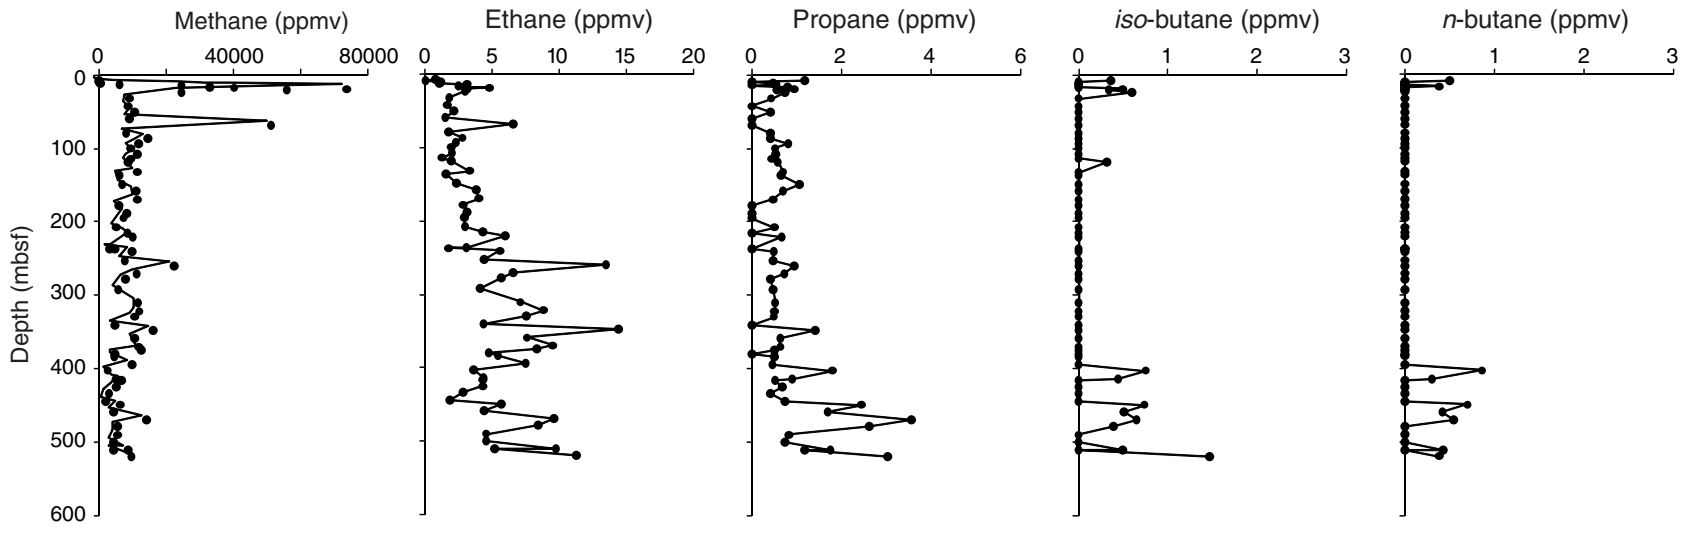 Methane (ppmv) Ethane (ppmv) Propane (ppmv) iso-butane (ppmv) n-butane (ppmv)
0 40000 80000 0 5 10 15 20 0 2 4 6 0 1 2 3 0 1 2 3
0
100
200
300
400
500
600
Depth (mbsf)